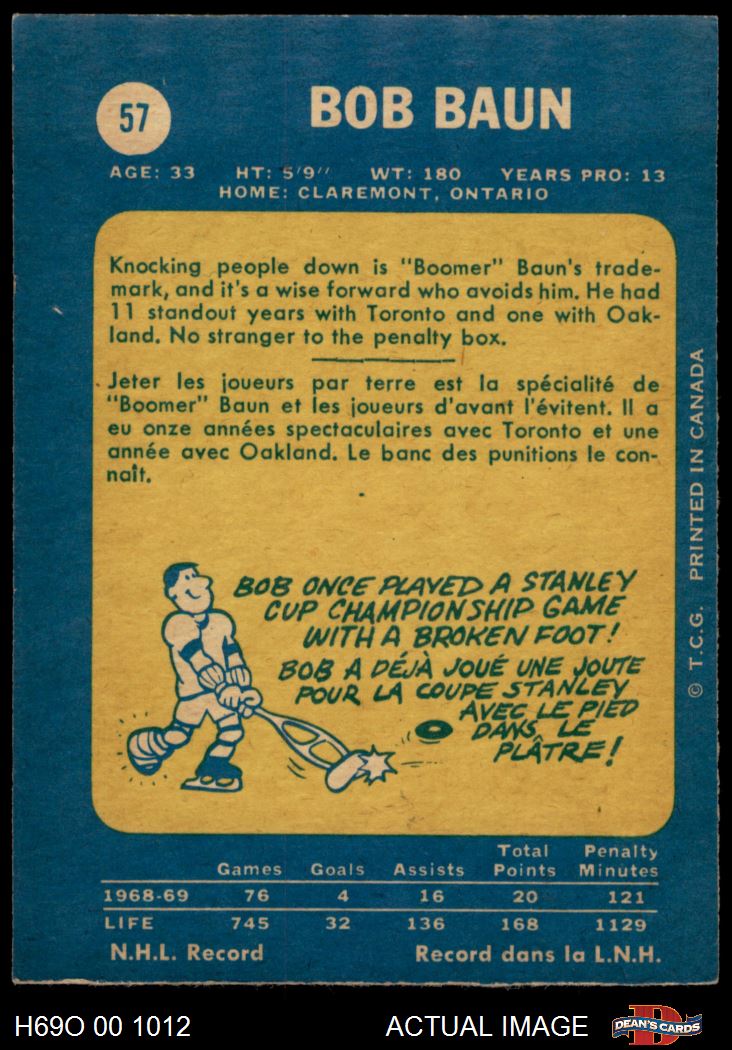 57
BOB BAUN
AGE: 33 HT: 5'9" WT: 180 YEARS PRO: 13
HOME: CLAREMONT, ONTARIO
Knocking people down is "Boomer" Baun's trade-
mark, and it's a wise forward who avoids him. He had
11 standout years with Toronto and one with Oak-
land. No stranger to the penalty box.
Jeter les joueurs par terre est la spécialité de
"Boomer" Baun et les joueurs d'avant l'évitent. Il a
eu onze années spectaculaires avec Toronto et une
année avec Oakland. Le banc des punitions le con-
naît.
BOB ONCE PLAYED A STANLEY
CUP CHAMPIONSHIP GAME
WITH A BROKEN FOOT!
BOB A DÉJÀ JOUÉ UNE JOUTE
POUR LA COUPE STANLEY
AVEC LE PIED
DANS LE
PLÂTRE!
© T.C.G. PRINTED IN CANADA
Games Goals Assists Total Points Penalty Minutes
1968-69 76 4 16 20 121
LIFE 745 32 136 168 1129
N.H.L. Record Record dans la L.N.H.
H69O 00 1012 ACTUAL IMAGE D DEAN'S CARDS